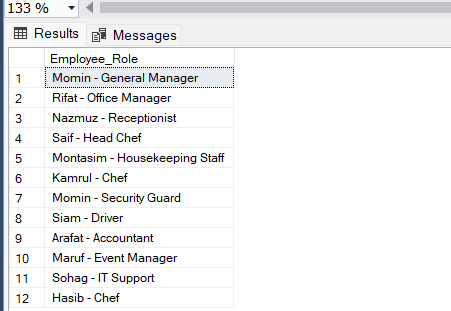 133 %
Results Messages
Employee_Role
1 Momin - General Manager
2 Rifat - Office Manager
3 Nazmuz - Receptionist
4 Saif - Head Chef
5 Montasim - Housekeeping Staff
6 Kamrul - Chef
7 Momin - Security Guard
8 Siam - Driver
9 Arafat - Accountant
10 Maruf - Event Manager
11 Sohag - IT Support
12 Hasib - Chef